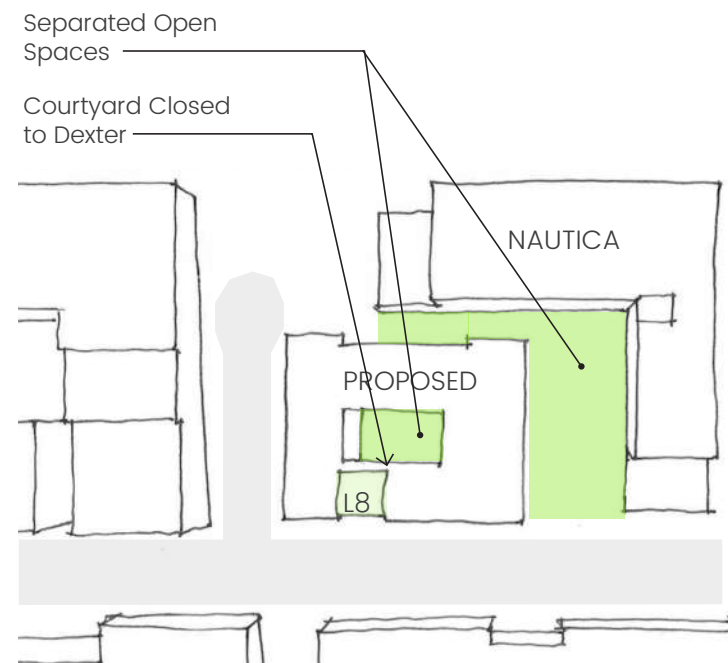 Separated Open
Spaces
Courtyard Closed
to Dexter
NAUTICA
PROPOSED
L8